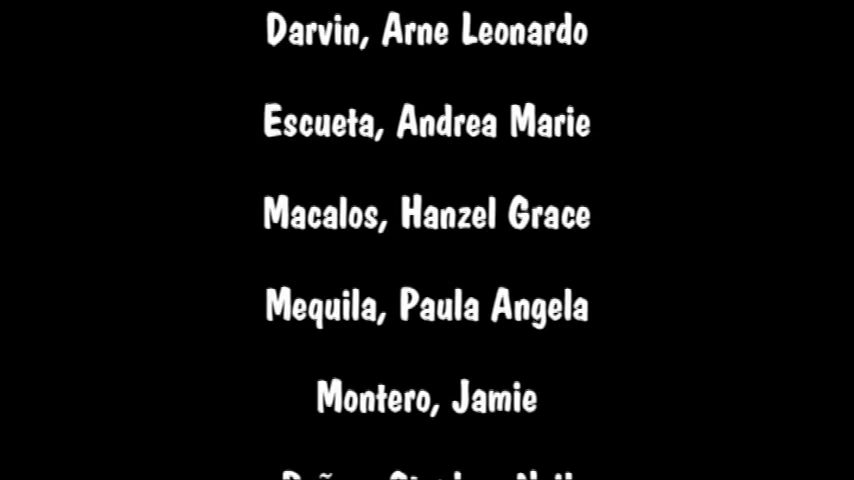 Darvin, Arne Leonardo
Escueta, Andrea Marie
Macalos, Hanzel Grace
Mequila, Paula Angela
Montero, Jamie